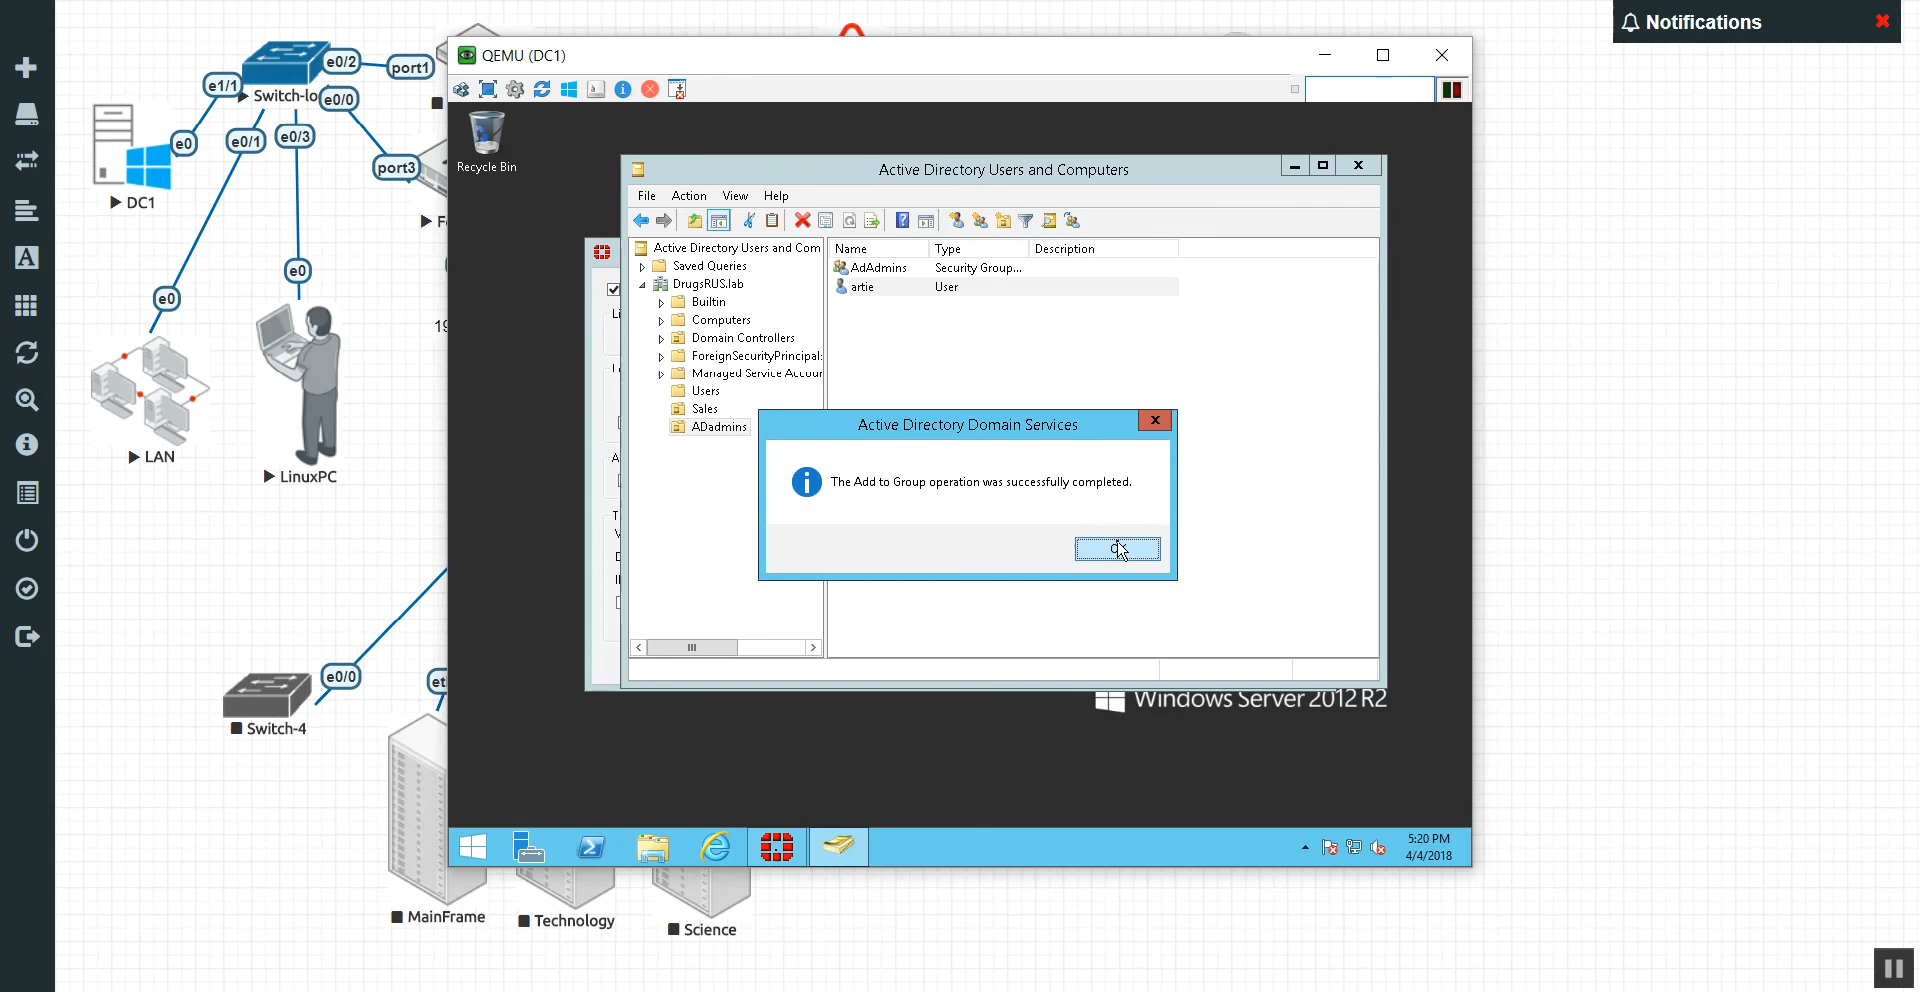 Notifications
QEMU (DC1)
e0/2
port1
e1/1
Switch-lo
e0/0
e0
e0/1
e0/3
port3
DC1
e0
e0
LAN
LinuxPC
Recycle Bin
Active Directory Users and Computers
File Action View Help
Active Directory Users and Com
Saved Queries
DrugsRUS.lab
Builtin
Computers
Domain Controllers
ForeignSecurityPrincipal:
Managed Service Accour
Users
Sales
ADadmins
Name Type Description
AdAdmins Security Group...
artie User
Active Directory Domain Services
The Add to Group operation was successfully completed.
Windows Server 2012 R2
5:20 PM
4/4/2018
e0/0
Switch-4
MainFrame
Technology
Science